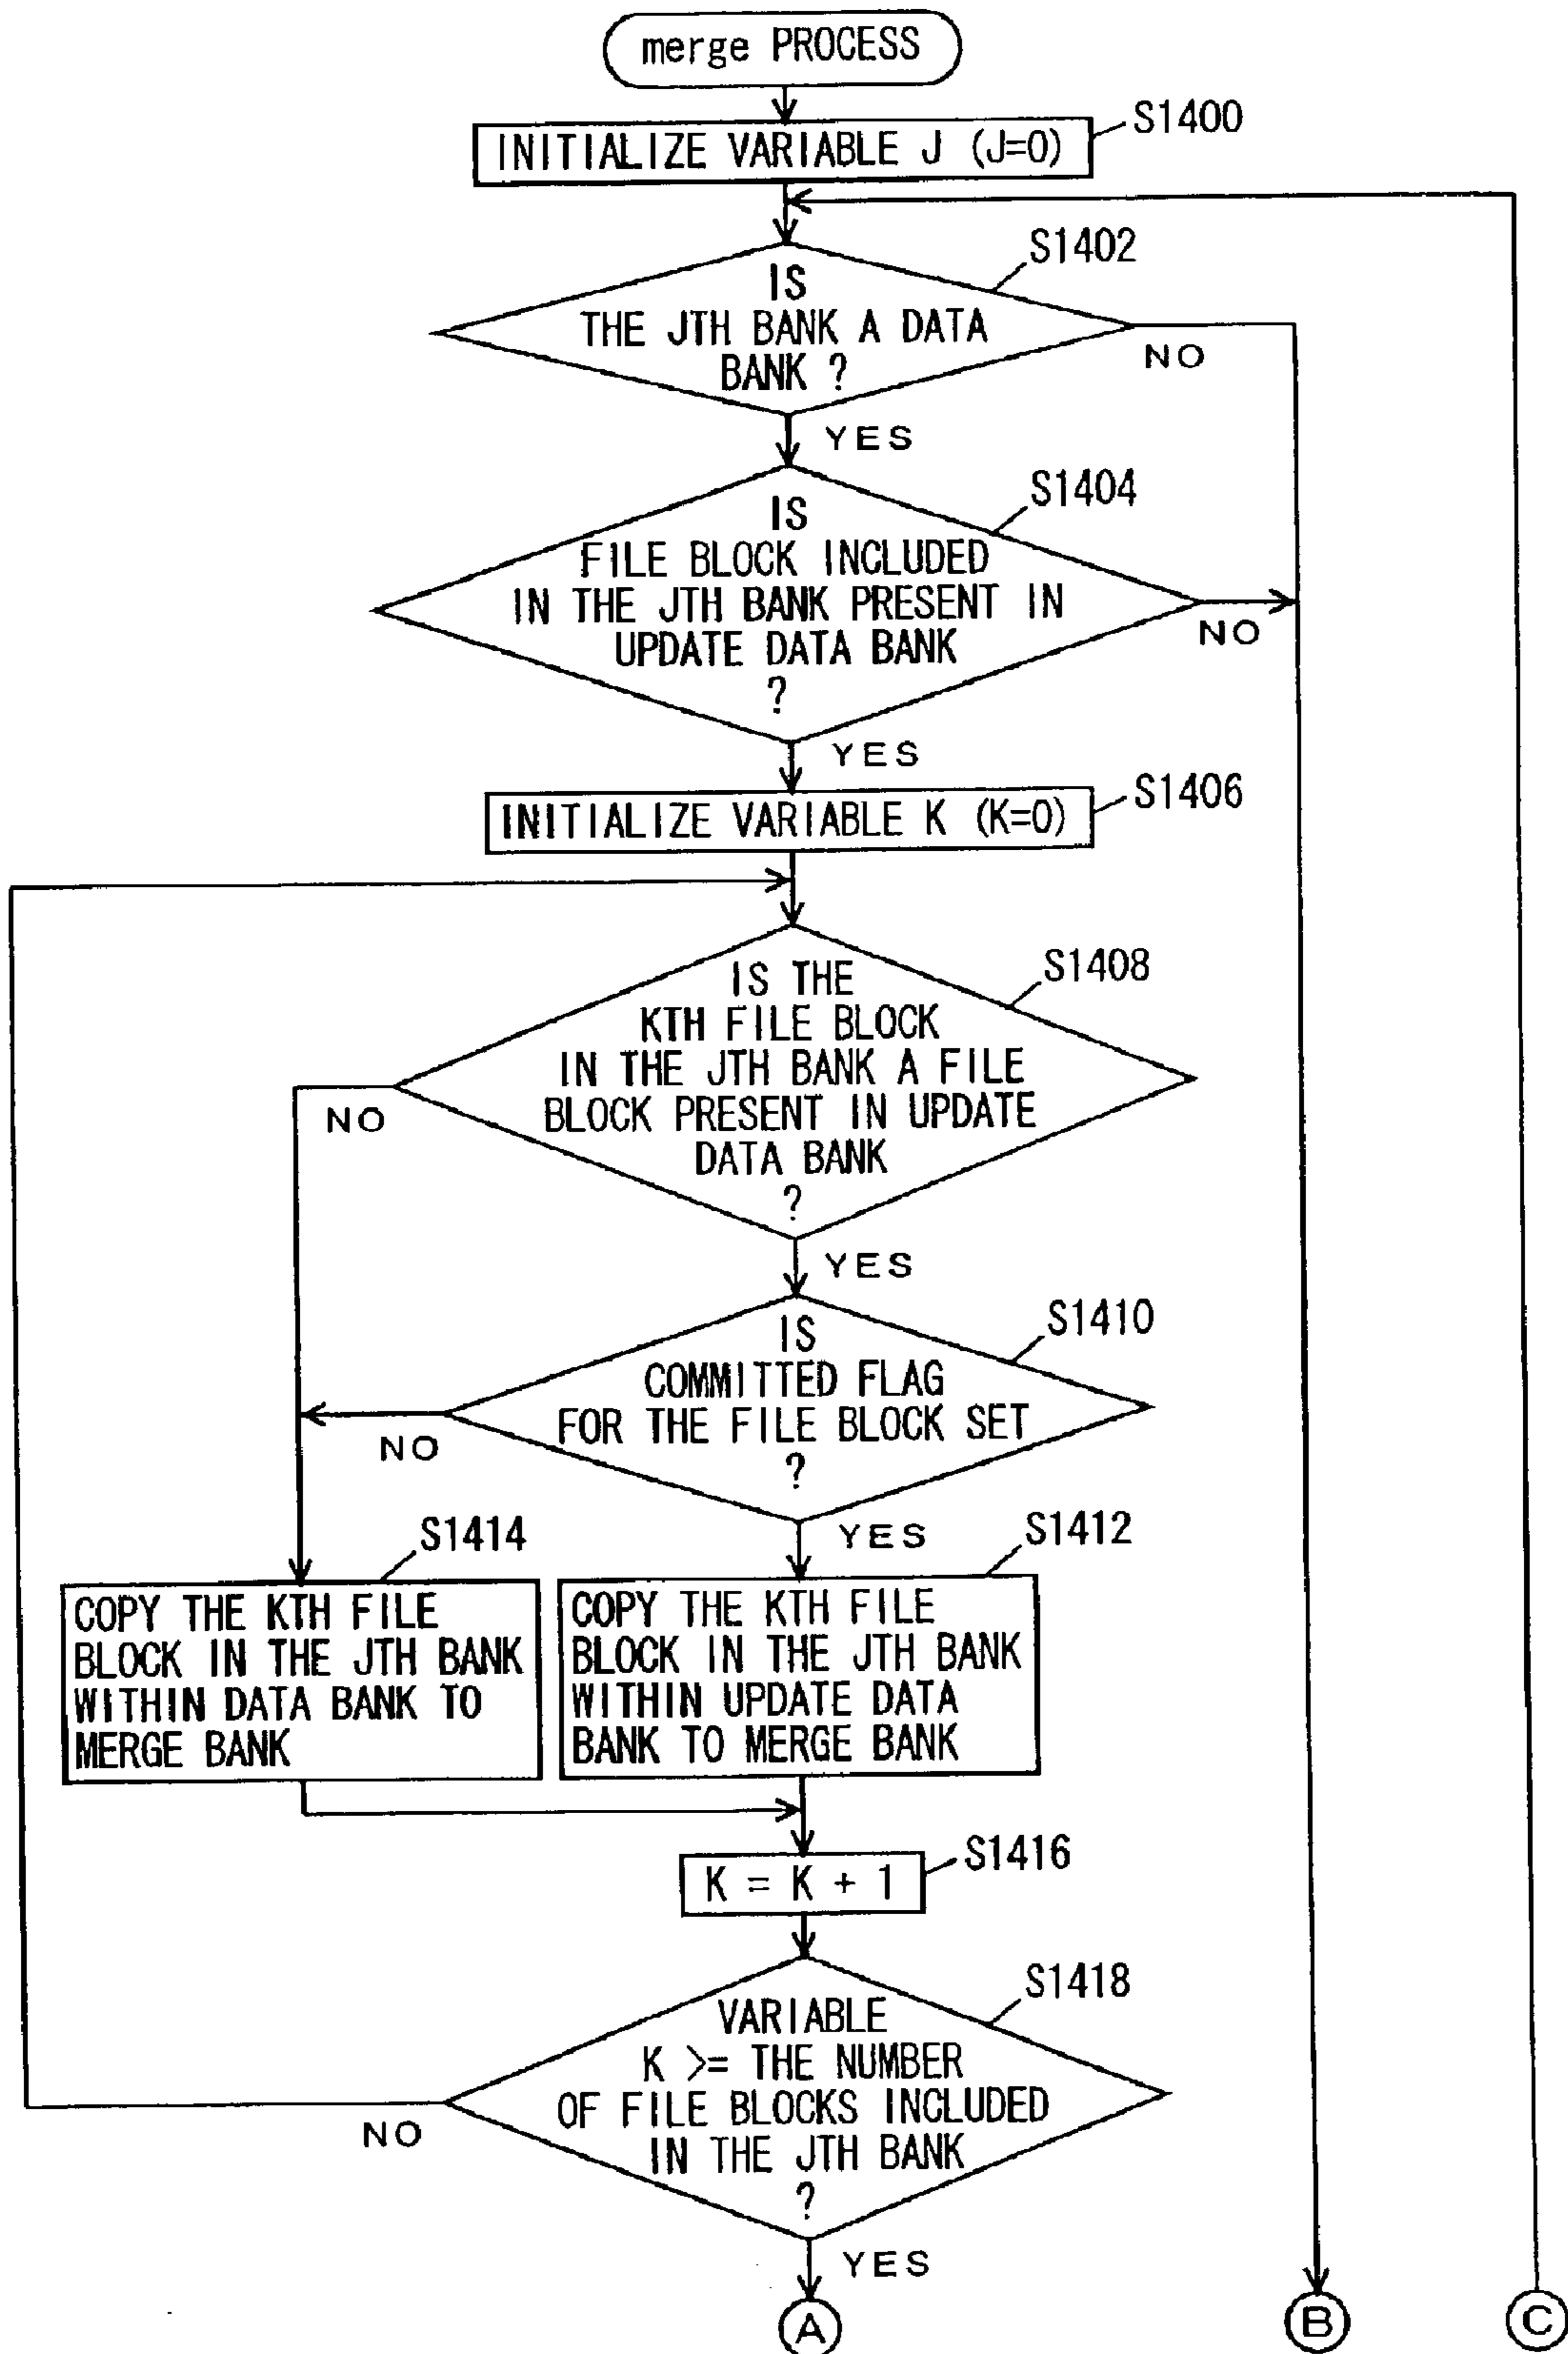 merge PROCESS
S1400
INITIALIZE VARIABLE J (J=0)
S1402
IS
THE JTH BANK A DATA
BANK ?
NO
YES
S1404
IS
FILE BLOCK INCLUDED
IN THE JTH BANK PRESENT IN
UPDATE DATA BANK
?
NO
YES
S1406
INITIALIZE VARIABLE K (K=0)
S1408
IS THE
KTH FILE BLOCK
IN THE JTH BANK A FILE
BLOCK PRESENT IN UPDATE
DATA BANK
?
NO
YES
S1410
IS
COMMITTED FLAG
FOR THE FILE BLOCK SET
?
NO
YES
S1414
COPY THE KTH FILE
BLOCK IN THE JTH BANK
WITHIN DATA BANK TO
MERGE BANK
S1412
COPY THE KTH FILE
BLOCK IN THE JTH BANK
WITHIN UPDATE DATA
BANK TO MERGE BANK
S1416
K = K + 1
S1418
VARIABLE
K >= THE NUMBER
OF FILE BLOCKS INCLUDED
IN THE JTH BANK
?
NO
YES
A
B
C